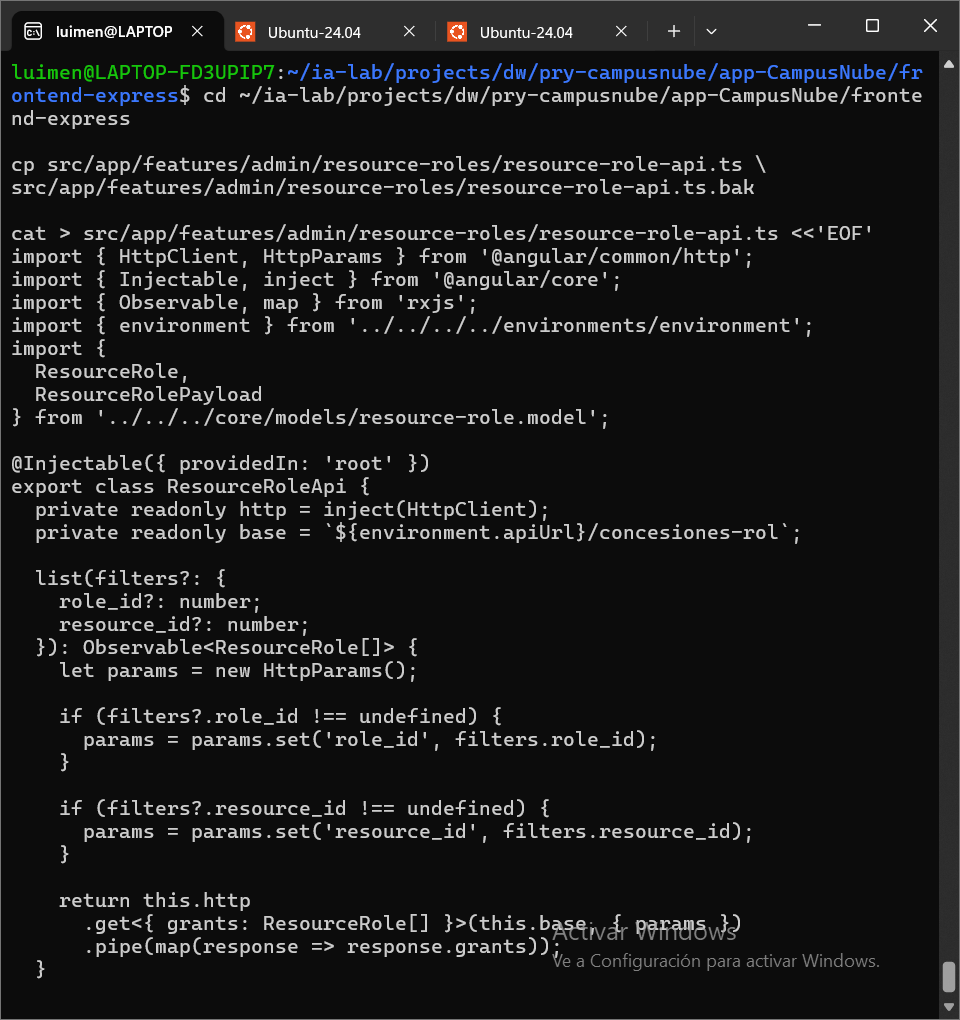 luimen@LAPTOP
Ubuntu-24.04
Ubuntu-24.04
luimen@LAPTOP-FD3UPIP7:~/ia-lab/projects/dw/pry-campusnube/app-CampusNube/fr
ontend-express$ cd ~/ia-lab/projects/dw/pry-campusnube/app-CampusNube/fronte
nd-express
cp src/app/features/admin/resource-roles/resource-role-api.ts \
src/app/features/admin/resource-roles/resource-role-api.ts.bak
cat > src/app/features/admin/resource-roles/resource-role-api.ts <<'EOF'
import { HttpClient, HttpParams } from '@angular/common/http';
import { Injectable, inject } from '@angular/core';
import { Observable, map } from 'rxjs';
import { environment } from '../../../../environments/environment';
import {
  ResourceRole,
  ResourceRolePayload
} from '../../../core/models/resource-role.model';
@Injectable({ providedIn: 'root' })
export class ResourceRoleApi {
  private readonly http = inject(HttpClient);
  private readonly base = `${environment.apiUrl}/concesiones-rol`;
  list(filters?: {
    role_id?: number;
    resource_id?: number;
  }): Observable<ResourceRole[]> {
    let params = new HttpParams();
    if (filters?.role_id !== undefined) {
      params = params.set('role_id', filters.role_id);
    }
    if (filters?.resource_id !== undefined) {
      params = params.set('resource_id', filters.resource_id);
    }
    return this.http
      .get<{ grants: ResourceRole[] }>(this.base, { params })
      .pipe(map(response => response.grants));
  }
Activar Windows
Ve a Configuración para activar Windows.